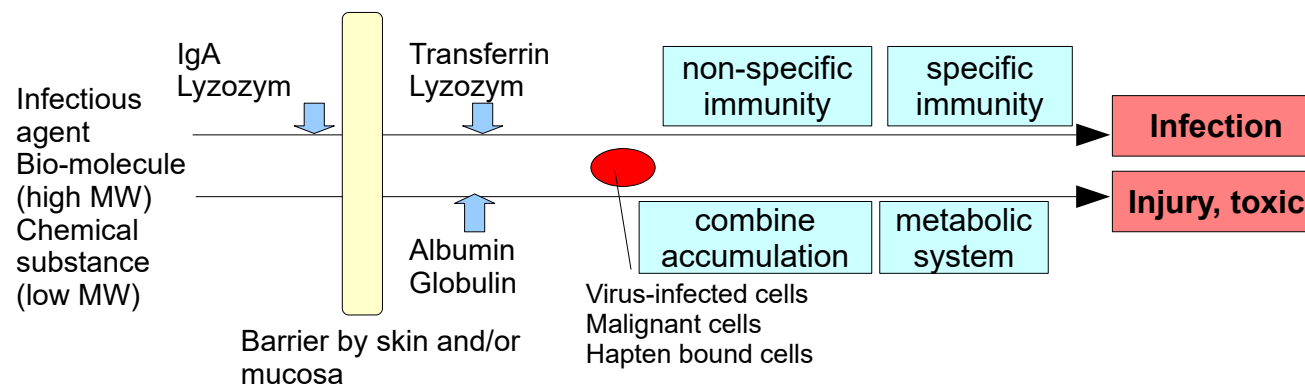 IgA
Lyzozym
Transferrin
Lyzozym
non-specific
immunity
specific
immunity
Infectious
agent
Bio-molecule
(high MW)
Chemical
substance
(low MW)
Infection
Injury, toxic
Albumin
Globulin
combine
accumulation
metabolic
system
Virus-infected cells
Malignant cells
Hapten bound cells
Barrier by skin and/or
mucosa